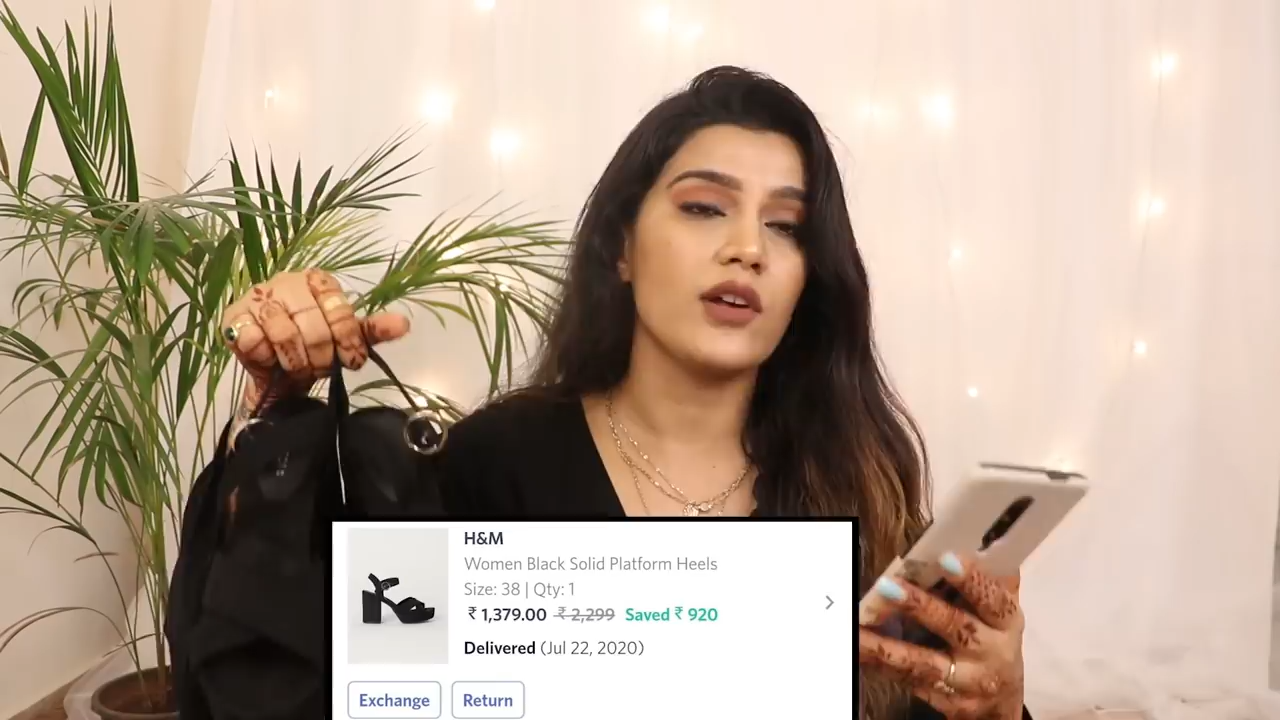 H&M
Women Black Solid Platform Heels
Size: 38 | Qty: 1
₹ 1,379.00 ₹ 2,299 Saved ₹ 920
Delivered (Jul 22, 2020)
Exchange Return